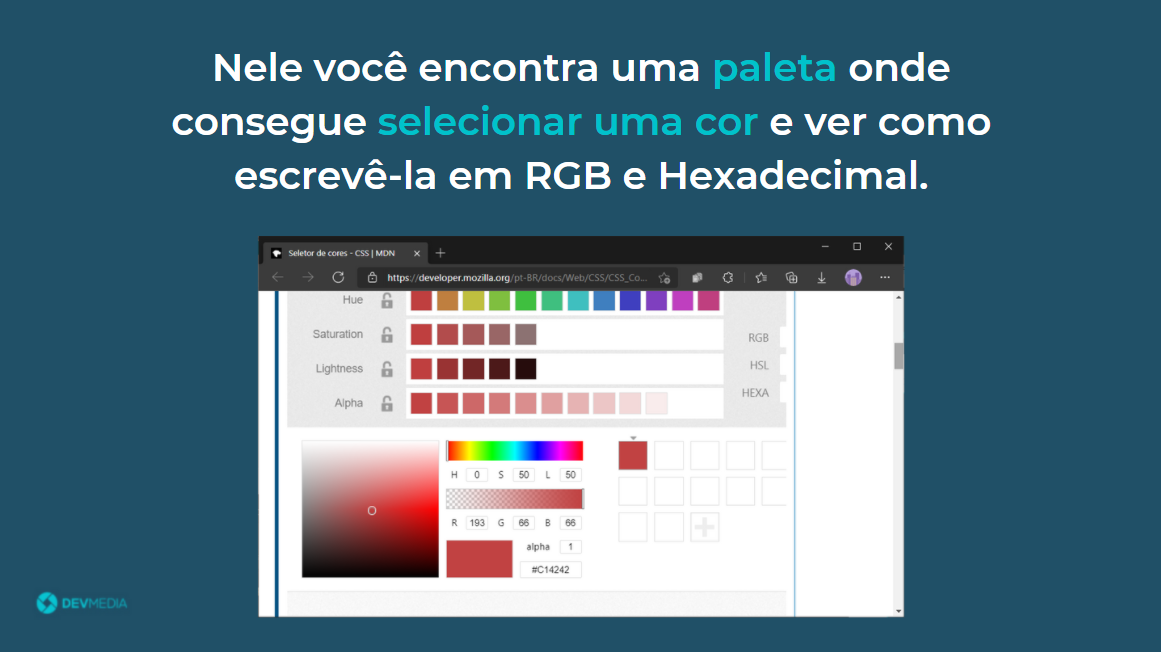 Nele você encontra uma paleta onde
consegue selecionar uma cor e ver como
escrevê-la em RGB e Hexadecimal.
Seletor de cores - CSS | MDN
https://developer.mozilla.org/pt-BR/docs/Web/CSS/CSS_Co...
Hue
Saturation
Lightness
Alpha
RGB
HSL
HEXA
H 0 S 50 L 50
R 193 G 66 B 66
alpha 1
#C14242
DEVMEDIA